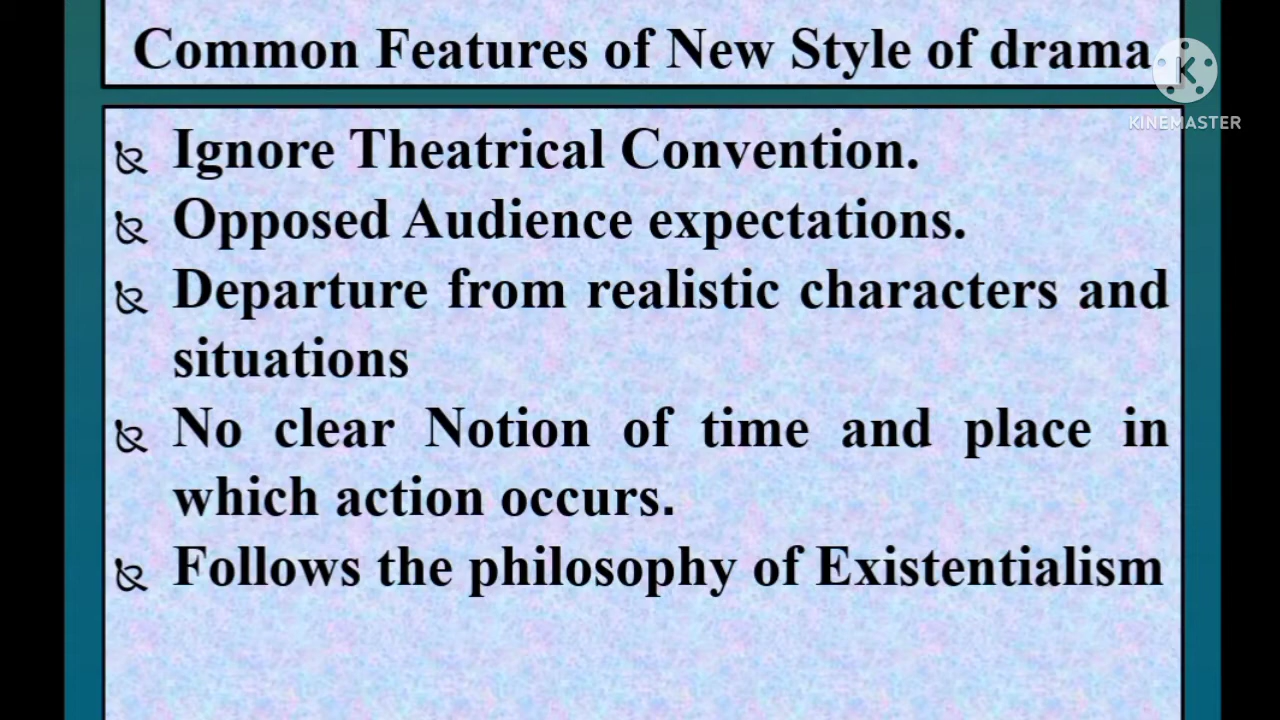 Common Features of New Style of drama
KINEMASTER
Ignore Theatrical Convention.
Opposed Audience expectations.
Departure from realistic characters and
situations
No clear Notion of time and place in
which action occurs.
Follows the philosophy of Existentialism